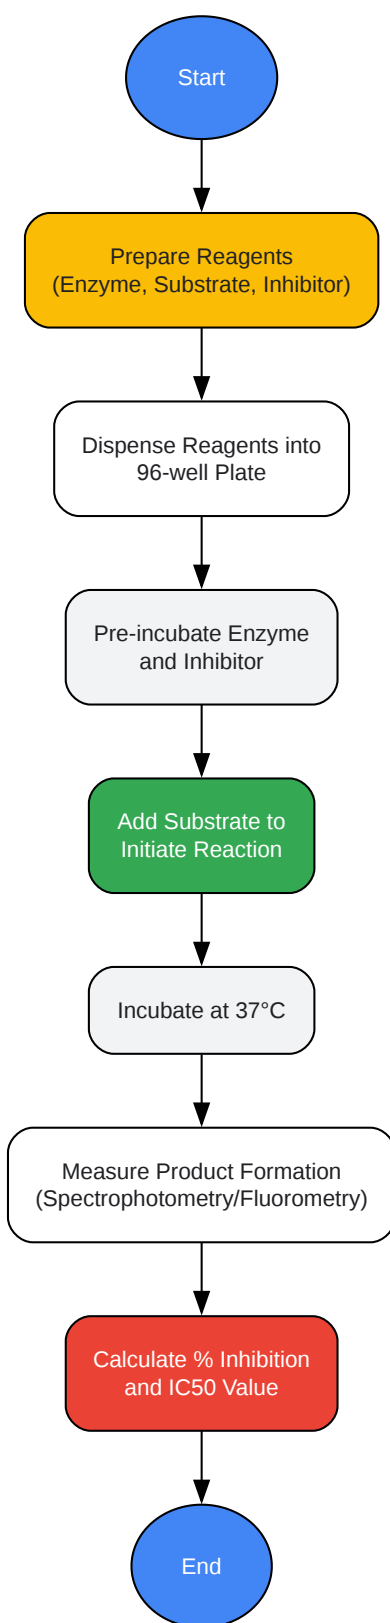 Start
Prepare Reagents
(Enzyme, Substrate, Inhibitor)
Dispense Reagents into
96-well Plate
Pre-incubate Enzyme
and Inhibitor
Add Substrate to
Initiate Reaction
Incubate at 37°C
Measure Product Formation
(Spectrophotometry/Fluorometry)
Calculate % Inhibition
and IC50 Value
End